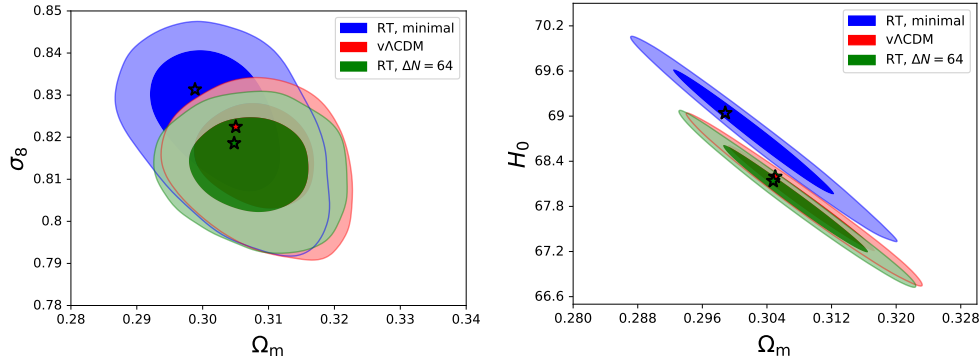 0.85
0.84
0.83
0.82
0.81
0.8
0.79
0.78
σ8
0.28 0.29 0.30 0.31 0.32 0.33 0.34
Ωm
RT, minimal
vΛCDM
RT, ΔN = 64
70.2
69.6
69
68.4
67.8
67.2
66.6
H0
0.280 0.288 0.296 0.304 0.312 0.320 0.328
Ωm
RT, minimal
vΛCDM
RT, ΔN = 64